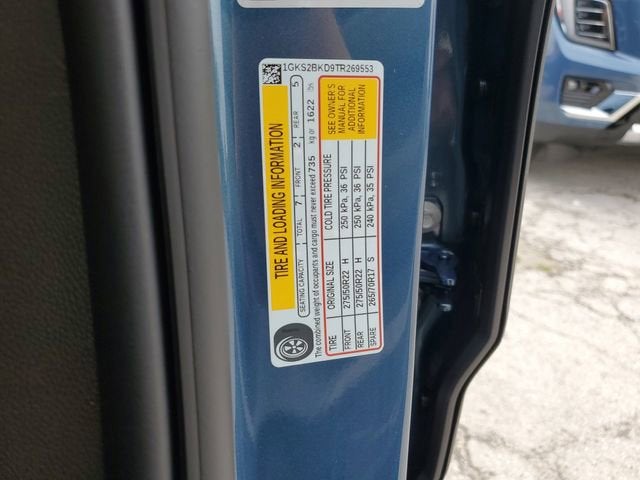 1GKS2BKD9TR269553
TIRE AND LOADING INFORMATION
SEATING CAPACITY TOTAL 7 FRONT 2 REAR 5
The combined weight of occupants and cargo must never exceed 735 kg or 1622 lbs
TIRE ORIGINAL SIZE COLD TIRE PRESSURE
FRONT 275/50R22 H 250 kPa, 36 PSI
REAR 275/50R22 H 250 kPa, 36 PSI
SPARE 265/70R17 S 240 kPa, 35 PSI
SEE OWNER'S
MANUAL FOR
ADDITIONAL
INFORMATION